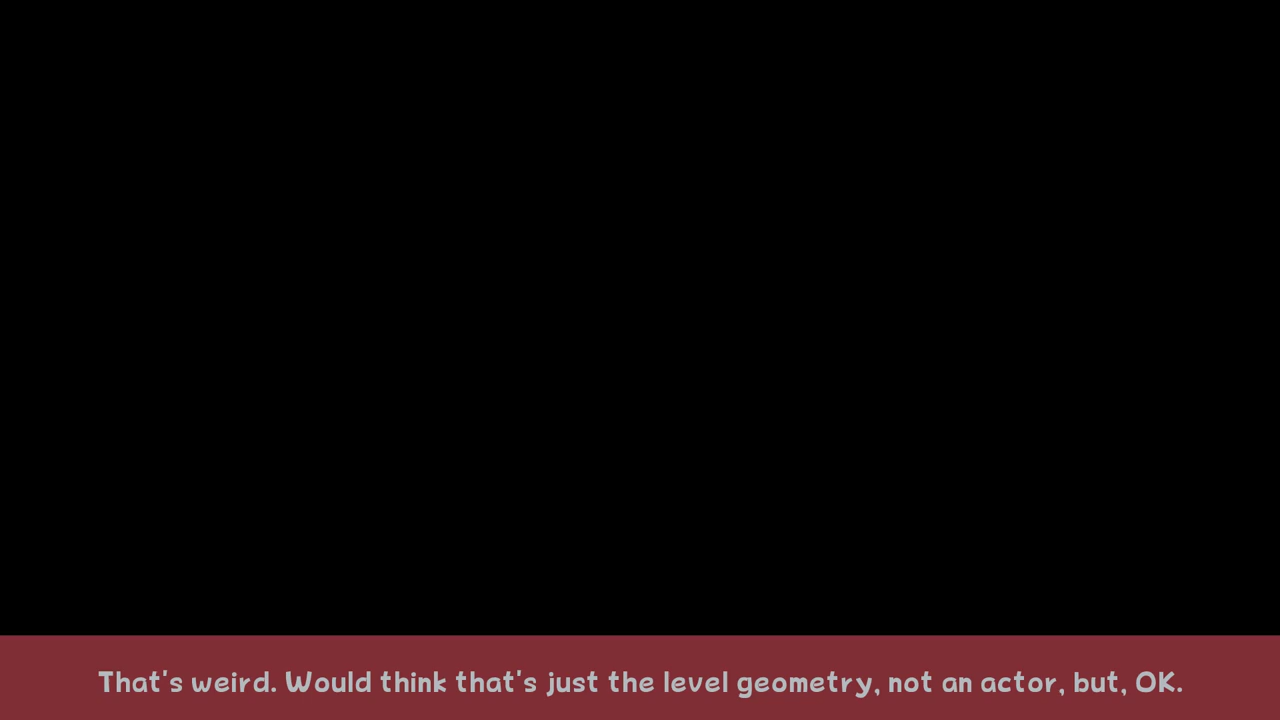 That's weird. Would think that's just the level geometry, not an actor, but, OK.